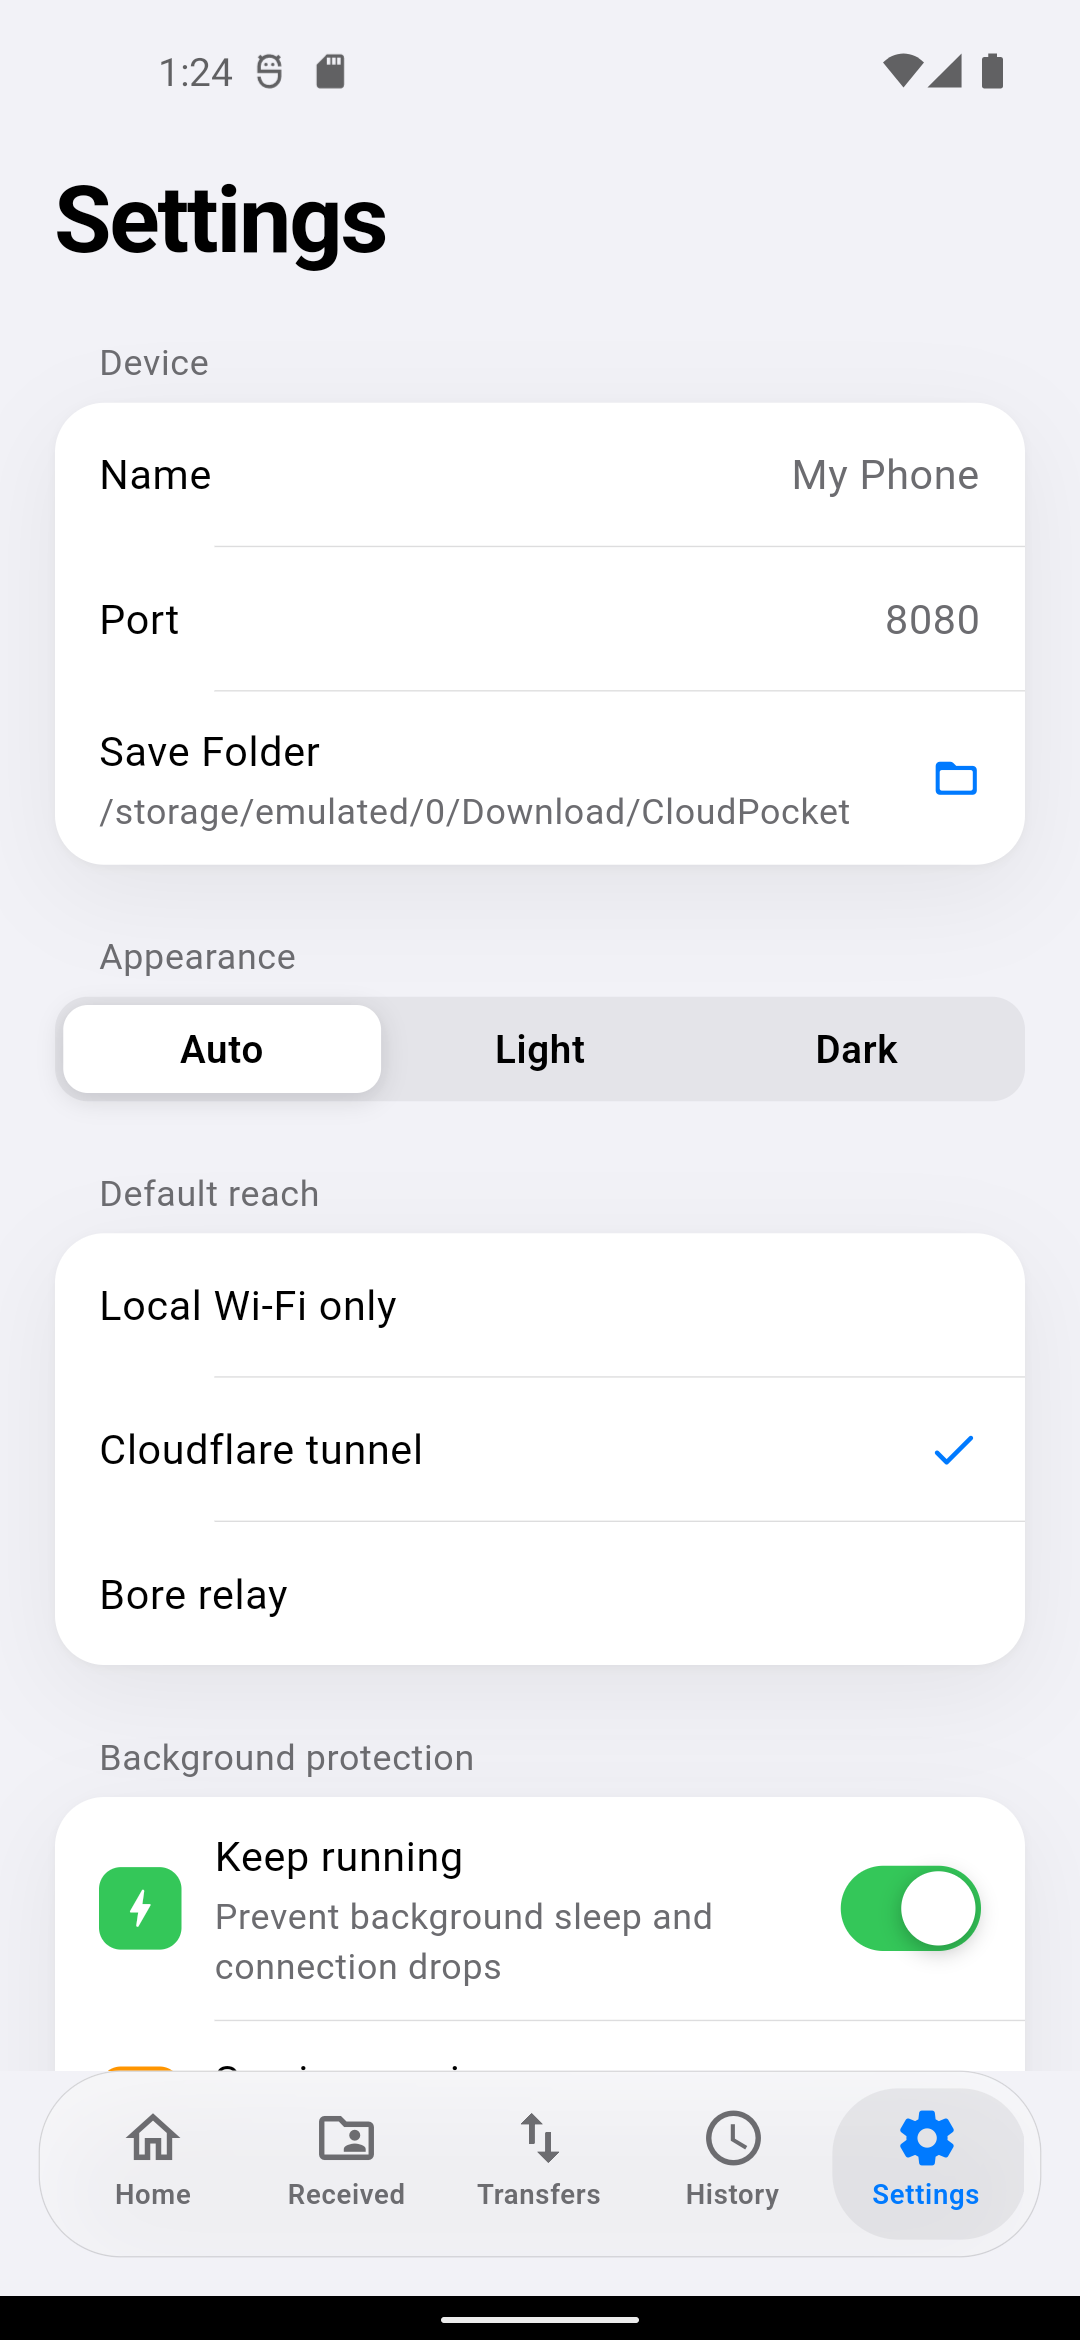 1:24
Settings
Device
Name
My Phone
Port
8080
Save Folder
/storage/emulated/0/Download/CloudPocket
Appearance
Auto
Light
Dark
Default reach
Local Wi-Fi only
Cloudflare tunnel
Bore relay
Background protection
Keep running
Prevent background sleep and
connection drops
Home
Received
Transfers
History
Settings